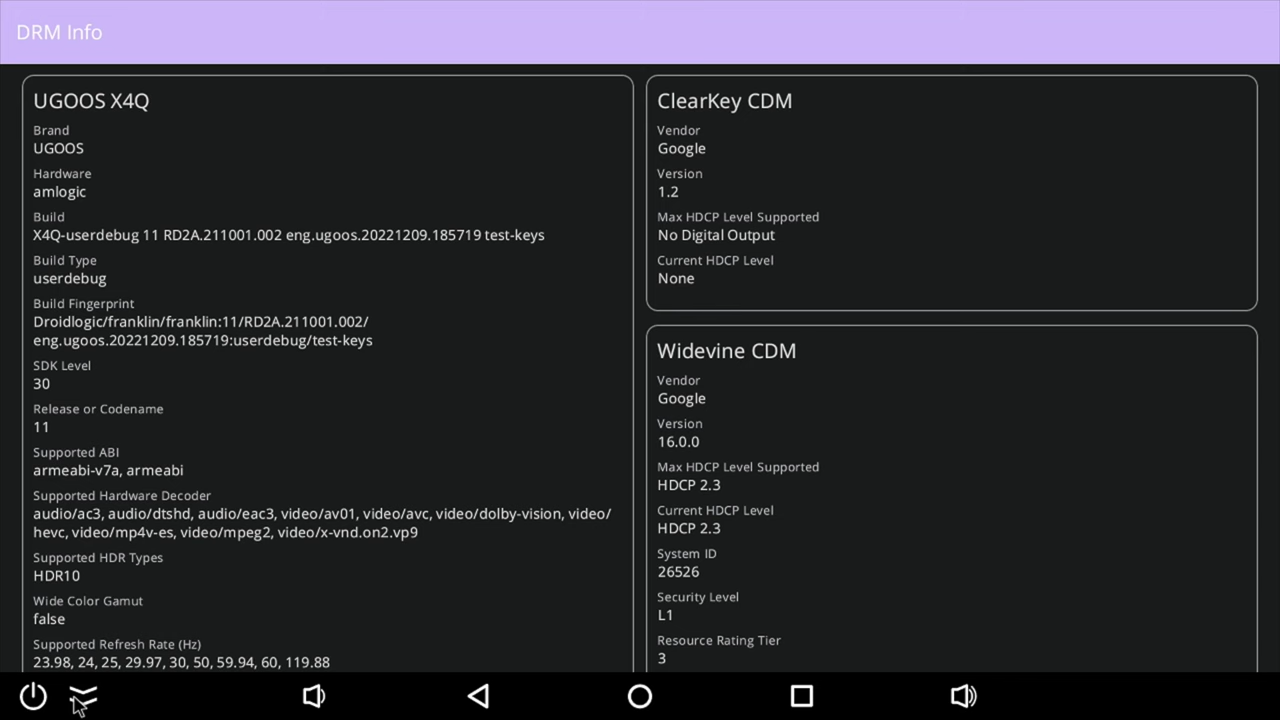 DRM Info
UGOOS X4Q
Brand
UGOOS
Hardware
amlogic
Build
X4Q-userdebug 11 RD2A.211001.002 eng.ugoos.20221209.185719 test-keys
Build Type
userdebug
Build Fingerprint
Droidlogic/franklin/franklin:11/RD2A.211001.002/
eng.ugoos.20221209.185719:userdebug/test-keys
SDK Level
30
Release or Codename
11
Supported ABI
armeabi-v7a, armeabi
Supported Hardware Decoder
audio/ac3, audio/dtshd, audio/eac3, video/av01, video/avc, video/dolby-vision, video/
hevc, video/mp4v-es, video/mpeg2, video/x-vnd.on2.vp9
Supported HDR Types
HDR10
Wide Color Gamut
false
Supported Refresh Rate (Hz)
23.98, 24, 25, 29.97, 30, 50, 59.94, 60, 119.88
ClearKey CDM
Vendor
Google
Version
1.2
Max HDCP Level Supported
No Digital Output
Current HDCP Level
None
Widevine CDM
Vendor
Google
Version
16.0.0
Max HDCP Level Supported
HDCP 2.3
Current HDCP Level
HDCP 2.3
System ID
26526
Security Level
L1
Resource Rating Tier
3